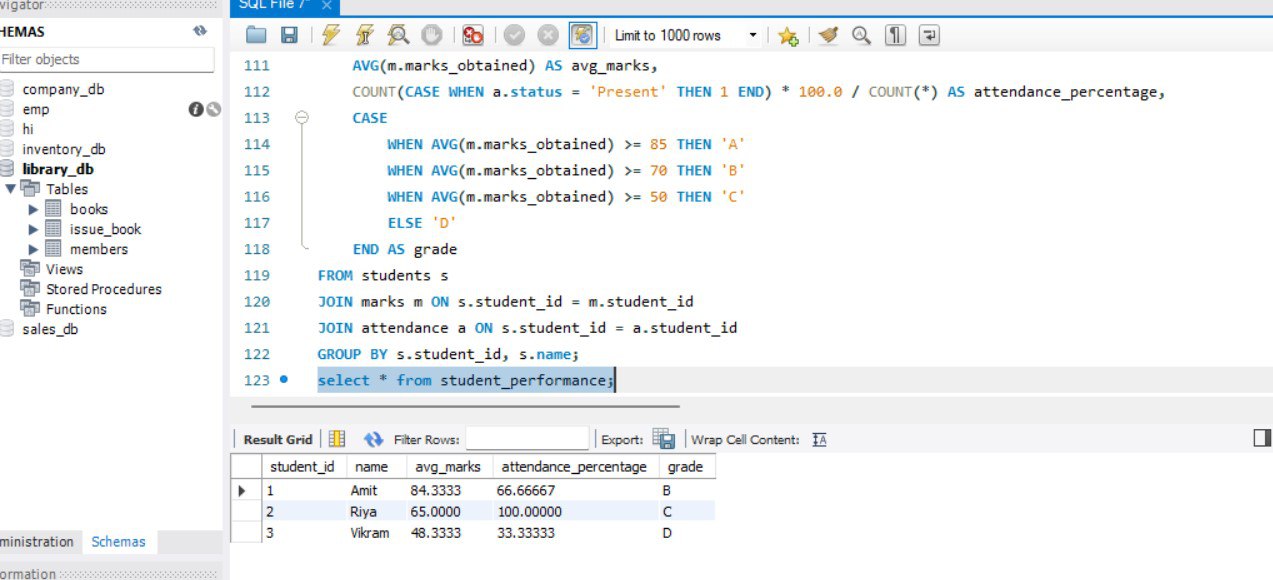 SQL File 7*
HEMAS
Filter objects
company_db
emp
hi
inventory_db
library_db
Tables
books
issue_book
members
Views
Stored Procedures
Functions
sales_db
ministration Schemas
Limit to 1000 rows
111 AVG(m.marks_obtained) AS avg_marks,
112 COUNT(CASE WHEN a.status = 'Present' THEN 1 END) * 100.0 / COUNT(*) AS attendance_percentage,
113 CASE
114 WHEN AVG(m.marks_obtained) >= 85 THEN 'A'
115 WHEN AVG(m.marks_obtained) >= 70 THEN 'B'
116 WHEN AVG(m.marks_obtained) >= 50 THEN 'C'
117 ELSE 'D'
118 END AS grade
119 FROM students s
120 JOIN marks m ON s.student_id = m.student_id
121 JOIN attendance a ON s.student_id = a.student_id
122 GROUP BY s.student_id, s.name;
123 select * from student_performance;
Result Grid Filter Rows: Export: Wrap Cell Content:
student_id name avg_marks attendance_percentage grade
1 Amit 84.3333 66.66667 B
2 Riya 65.0000 100.00000 C
3 Vikram 48.3333 33.33333 D